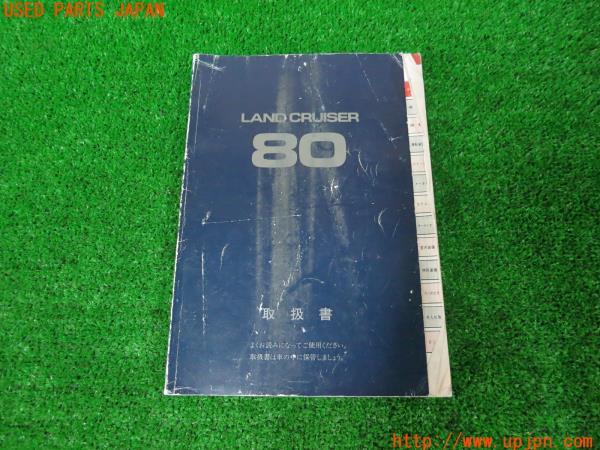 USED PARTS JAPAN
LAND CRUISER
80
取扱書
よくお読みになってご使用ください。
取扱書は車の中に保管しましょう。
http://www.upjpn.com/